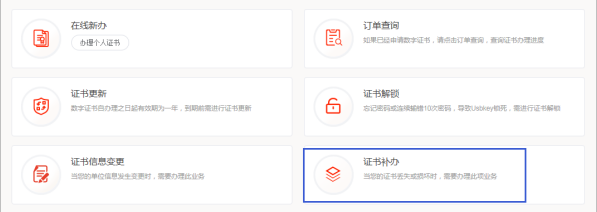 在线新办
办理个人证书
订单查询
如果已经申请数字证书，请点击订单查询，查询证书办理进度
证书更新
数字证书自办理之日起有效期为一年，到期前需进行证书更新
证书解锁
忘记密码或连续输错10次密码，导致Usbkey锁死，需进行证书解锁
证书信息变更
当您的单位信息发生变更时，需要办理此业务
证书补办
当您的证书丢失或损坏时，需要办理此项业务